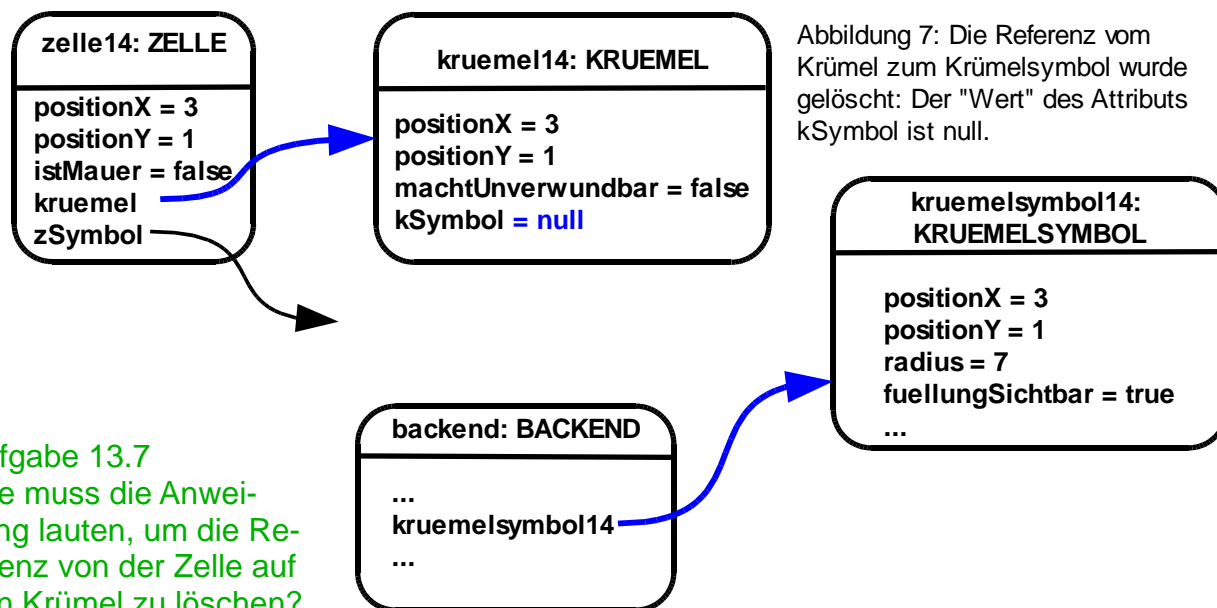 zelle14: ZELLE
positionX = 3
positionY = 1
istMauer = false
kruemel
zSymbol
kruemel14: KRUEMEL
positionX = 3
positionY = 1
machtUnverwundbar = false
kSymbol = null
Abbildung 7: Die Referenz vom
Krümel zum Krümelsymbol wurde
gelöscht: Der "Wert" des Attributs
kSymbol ist null.
kruemelsymbol14:
KRUEMELSYMBOL
positionX = 3
positionY = 1
radius = 7
fuellungSichtbar = true
...
backend: BACKEND
...
kruemelsymbol14
...
fgabe 13.7
e muss die Anwei-
ng lauten, um die Re-
enz von der Zelle auf
n Krümel zu löschen?